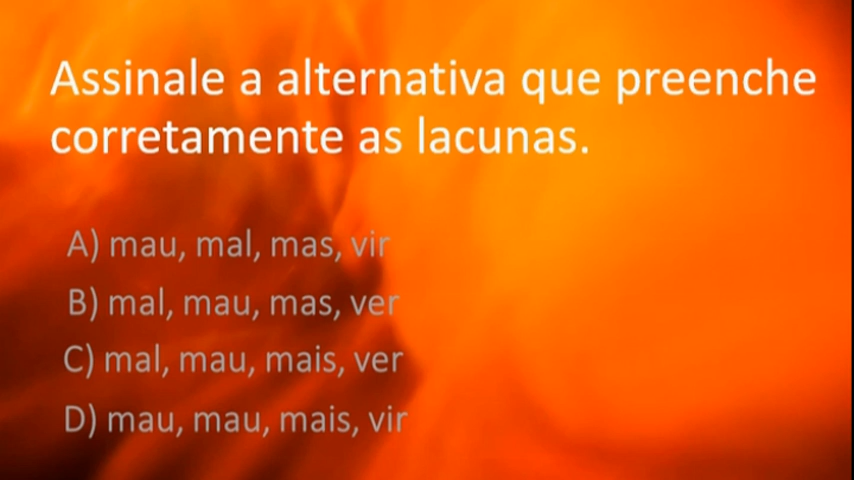 Assinale a alternativa que preenche
corretamente as lacunas.
A) mau, mal, mas, vir
B) mal, mau, mas, ver
C) mal, mau, mais, ver
D) mau, mau, mais, vir